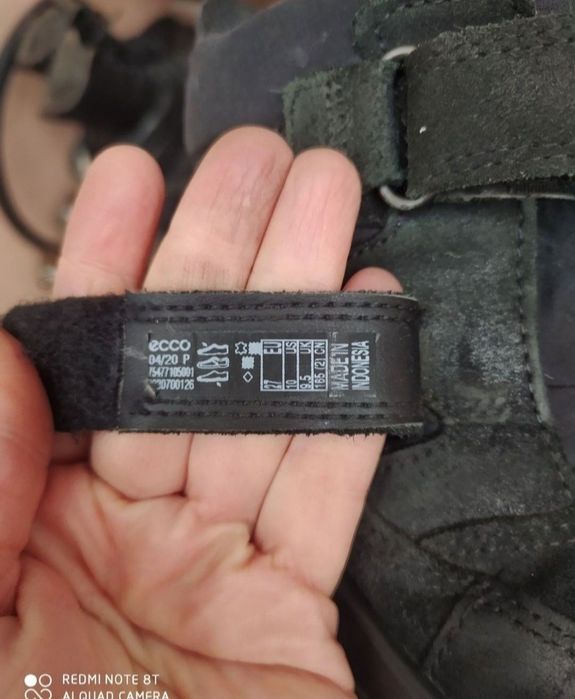 ecco
04/20 P
75477105001
27 EU
10 US
9.5 UK
165 (2) CN
MADE IN
INDONESIA
REDMI NOTE 8T
AI QUAD CAMERA